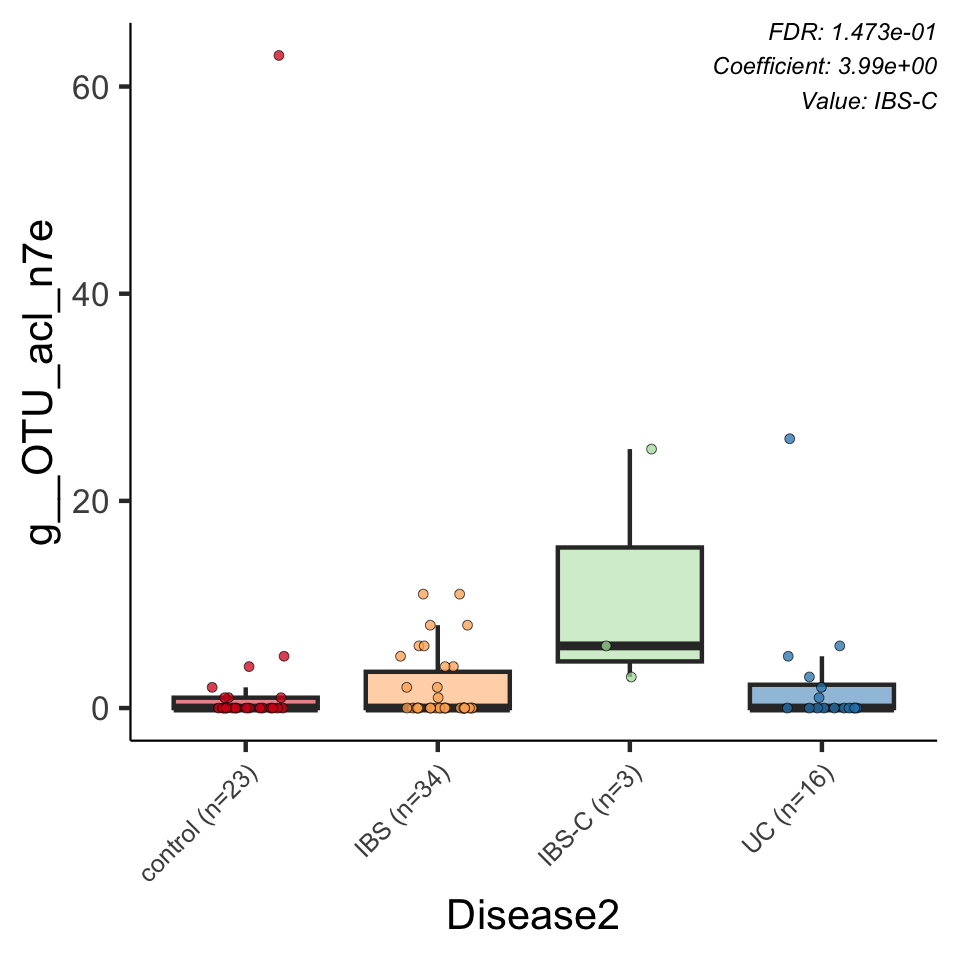 FDR: 1.473e-01
Coefficient: 3.99e+00
Value: IBS-C
g__OTU_acl_n7e
60
40
20
0
control (n=23)
IBS (n=34)
IBS-C (n=3)
UC (n=16)
Disease2